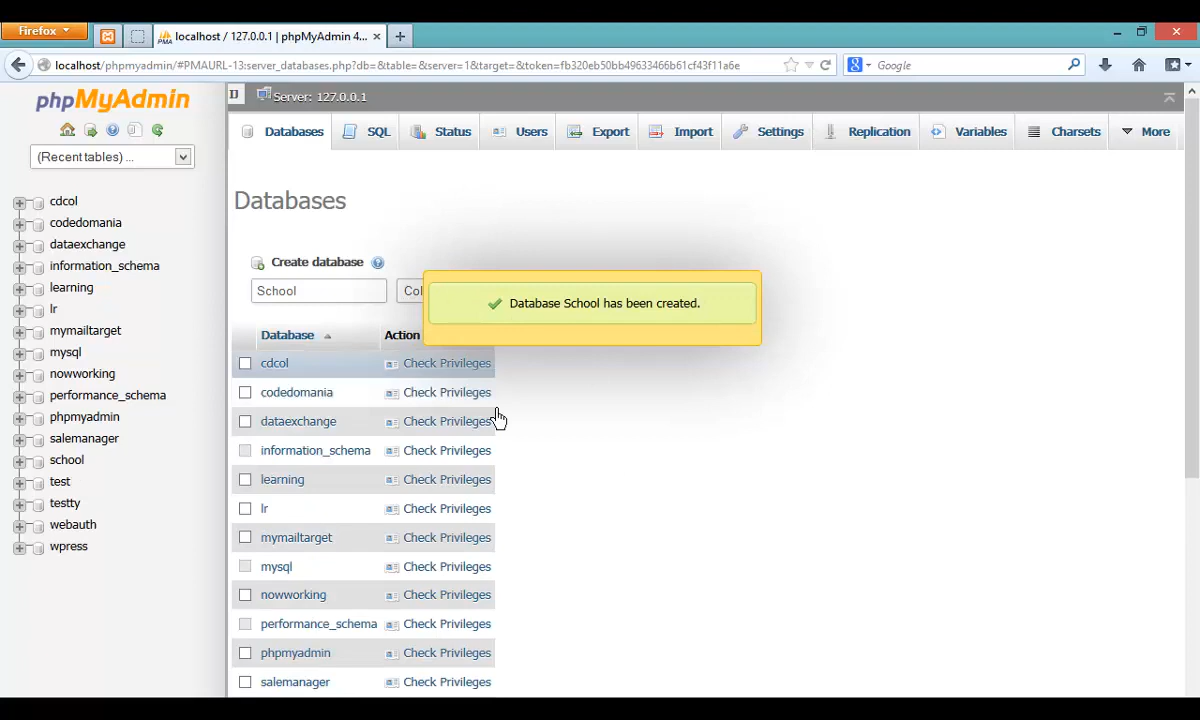 Firefox
localhost / 127.0.0.1 | phpMyAdmin 4...
localhost/phpmyadmin/#PMAURL-13:server_databases.php?db=&table=&server=1&target=&token=fb320eb50bb49633466b61cf43f11a6e
Google
phpMyAdmin
(Recent tables) ...
cdcol
codedomania
dataexchange
information_schema
learning
lr
mymailtarget
mysql
nowworking
performance_schema
phpmyadmin
salemanager
school
test
testty
webauth
wpress
Server: 127.0.0.1
Databases
SQL
Status
Users
Export
Import
Settings
Replication
Variables
Charsets
More
Databases
Create database
School
Col
Database School has been created.
Database Action
cdcol Check Privileges
codedomania Check Privileges
dataexchange Check Privileges
information_schema Check Privileges
learning Check Privileges
lr Check Privileges
mymailtarget Check Privileges
mysql Check Privileges
nowworking Check Privileges
performance_schema Check Privileges
phpmyadmin Check Privileges
salemanager Check Privileges